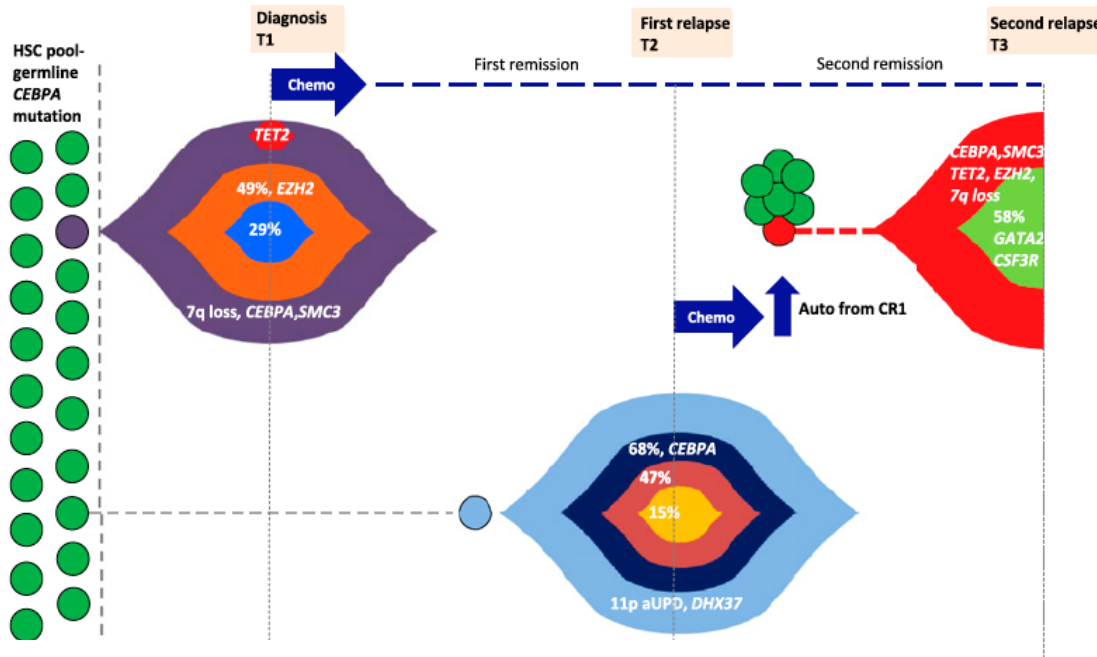 HSC pool-
germline
CEBPA
mutation
Diagnosis
T1
Chemo
First remission
First relapse
T2
Second remission
Second relapse
T3
TET2
49%, EZH2
29%
7q loss, CEBPA,SMC3
Chemo
Auto from CR1
CEBPA,SMC3
TET2, EZH2,
7q loss
58%
GATA2
CSF3R
68%, CEBPA
47%
15%
11p aUPD, DHX37